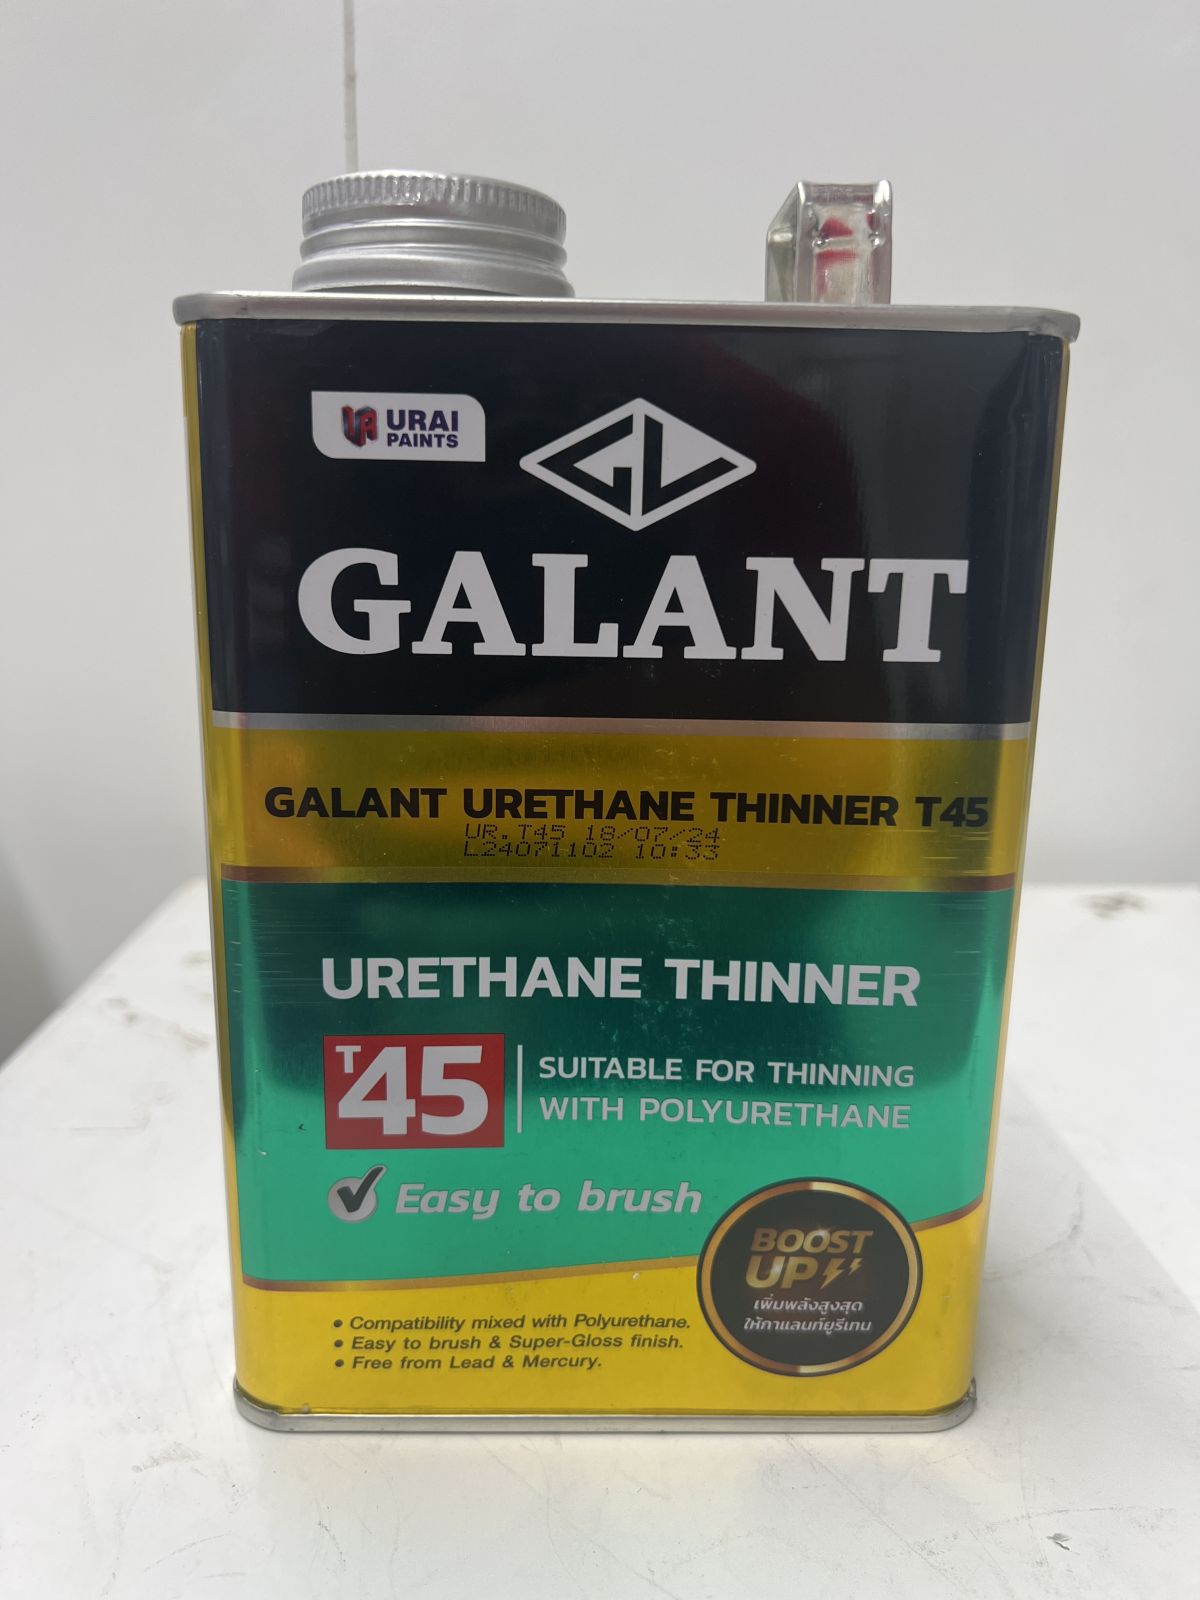 URAI
PAINTS
GL
GALANT
GALANT URETHANE THINNER T45
UR.T45 18/07/24
L24071102 10:33
URETHANE THINNER
T45
SUITABLE FOR THINNING
WITH POLYURETHANE
Easy to brush
BOOST
UP
เพิ่มพลังสูงสุด
ให้กาแลนท์ยูรีเทน
• Compatibility mixed with Polyurethane.
• Easy to brush & Super-Gloss finish.
• Free from Lead & Mercury.